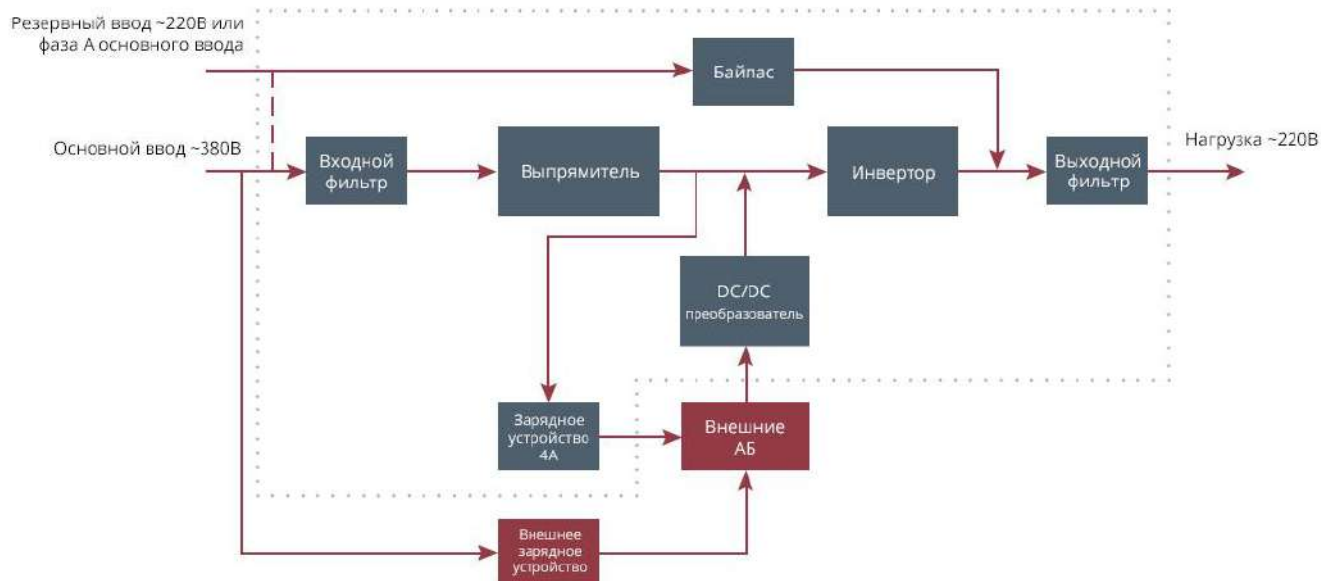 Резервный ввод ~220В или
фаза А основного ввода
Байпас
Основной ввод ~380В
Входной
фильтр
Выпрямитель
Инвертор
Выходной
фильтр
Нагрузка ~220В
DC/DC
преобразователь
Зарядное
устройство
4А
Внешние
АБ
Внешнее
зарядное
устройство